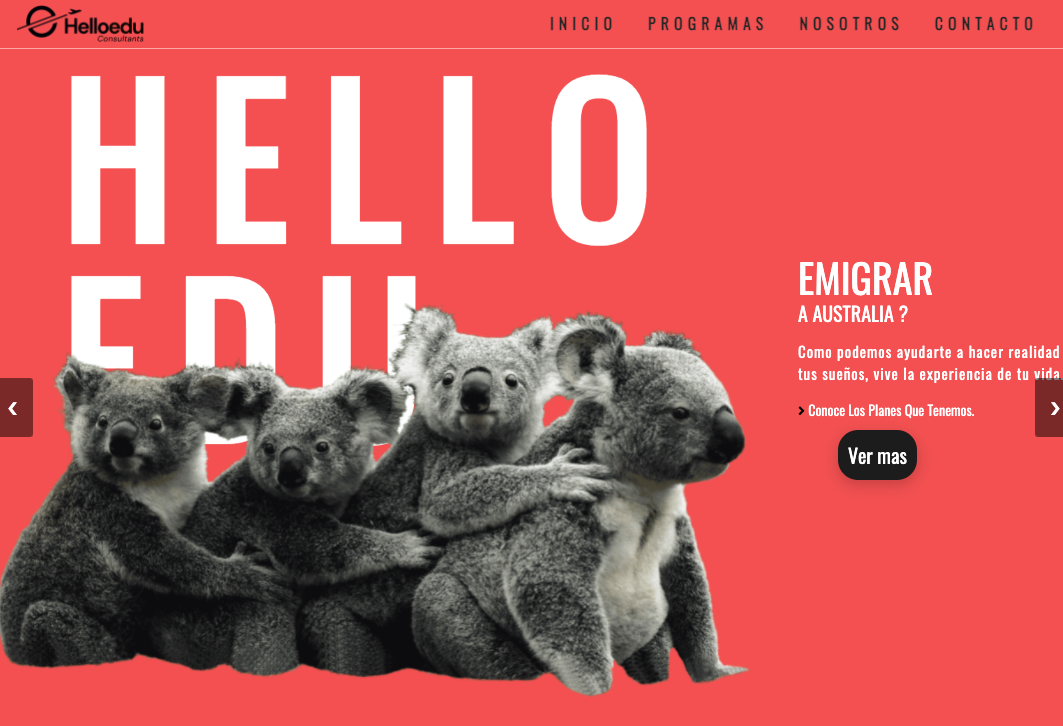 Helloedu
Consultants
INICIO PROGRAMAS NOSOTROS CONTACTO
HELLO
EDU
EMIGRAR
A AUSTRALIA ?
Como podemos ayudarte a hacer realidad
tus sueños, vive la experiencia de tu vida
Conoce Los Planes Que Tenemos.
Ver mas